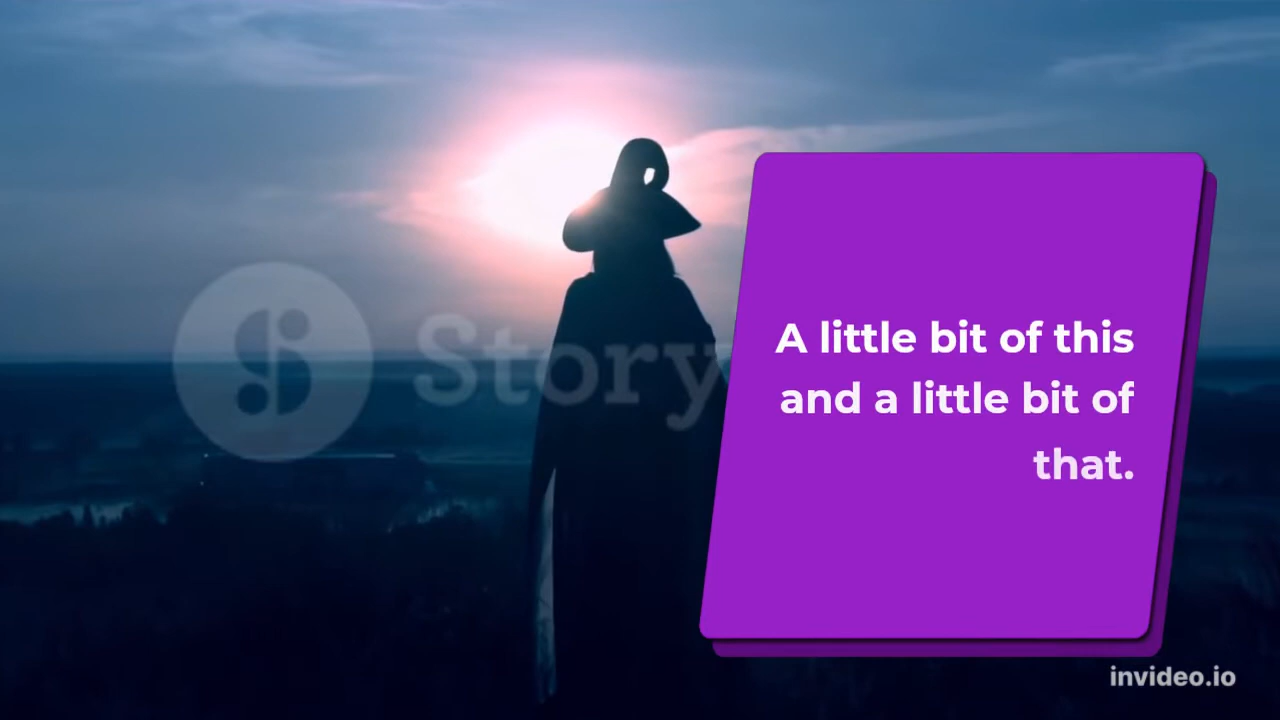 Story
A little bit of this
and a little bit of
that.
invideo.io